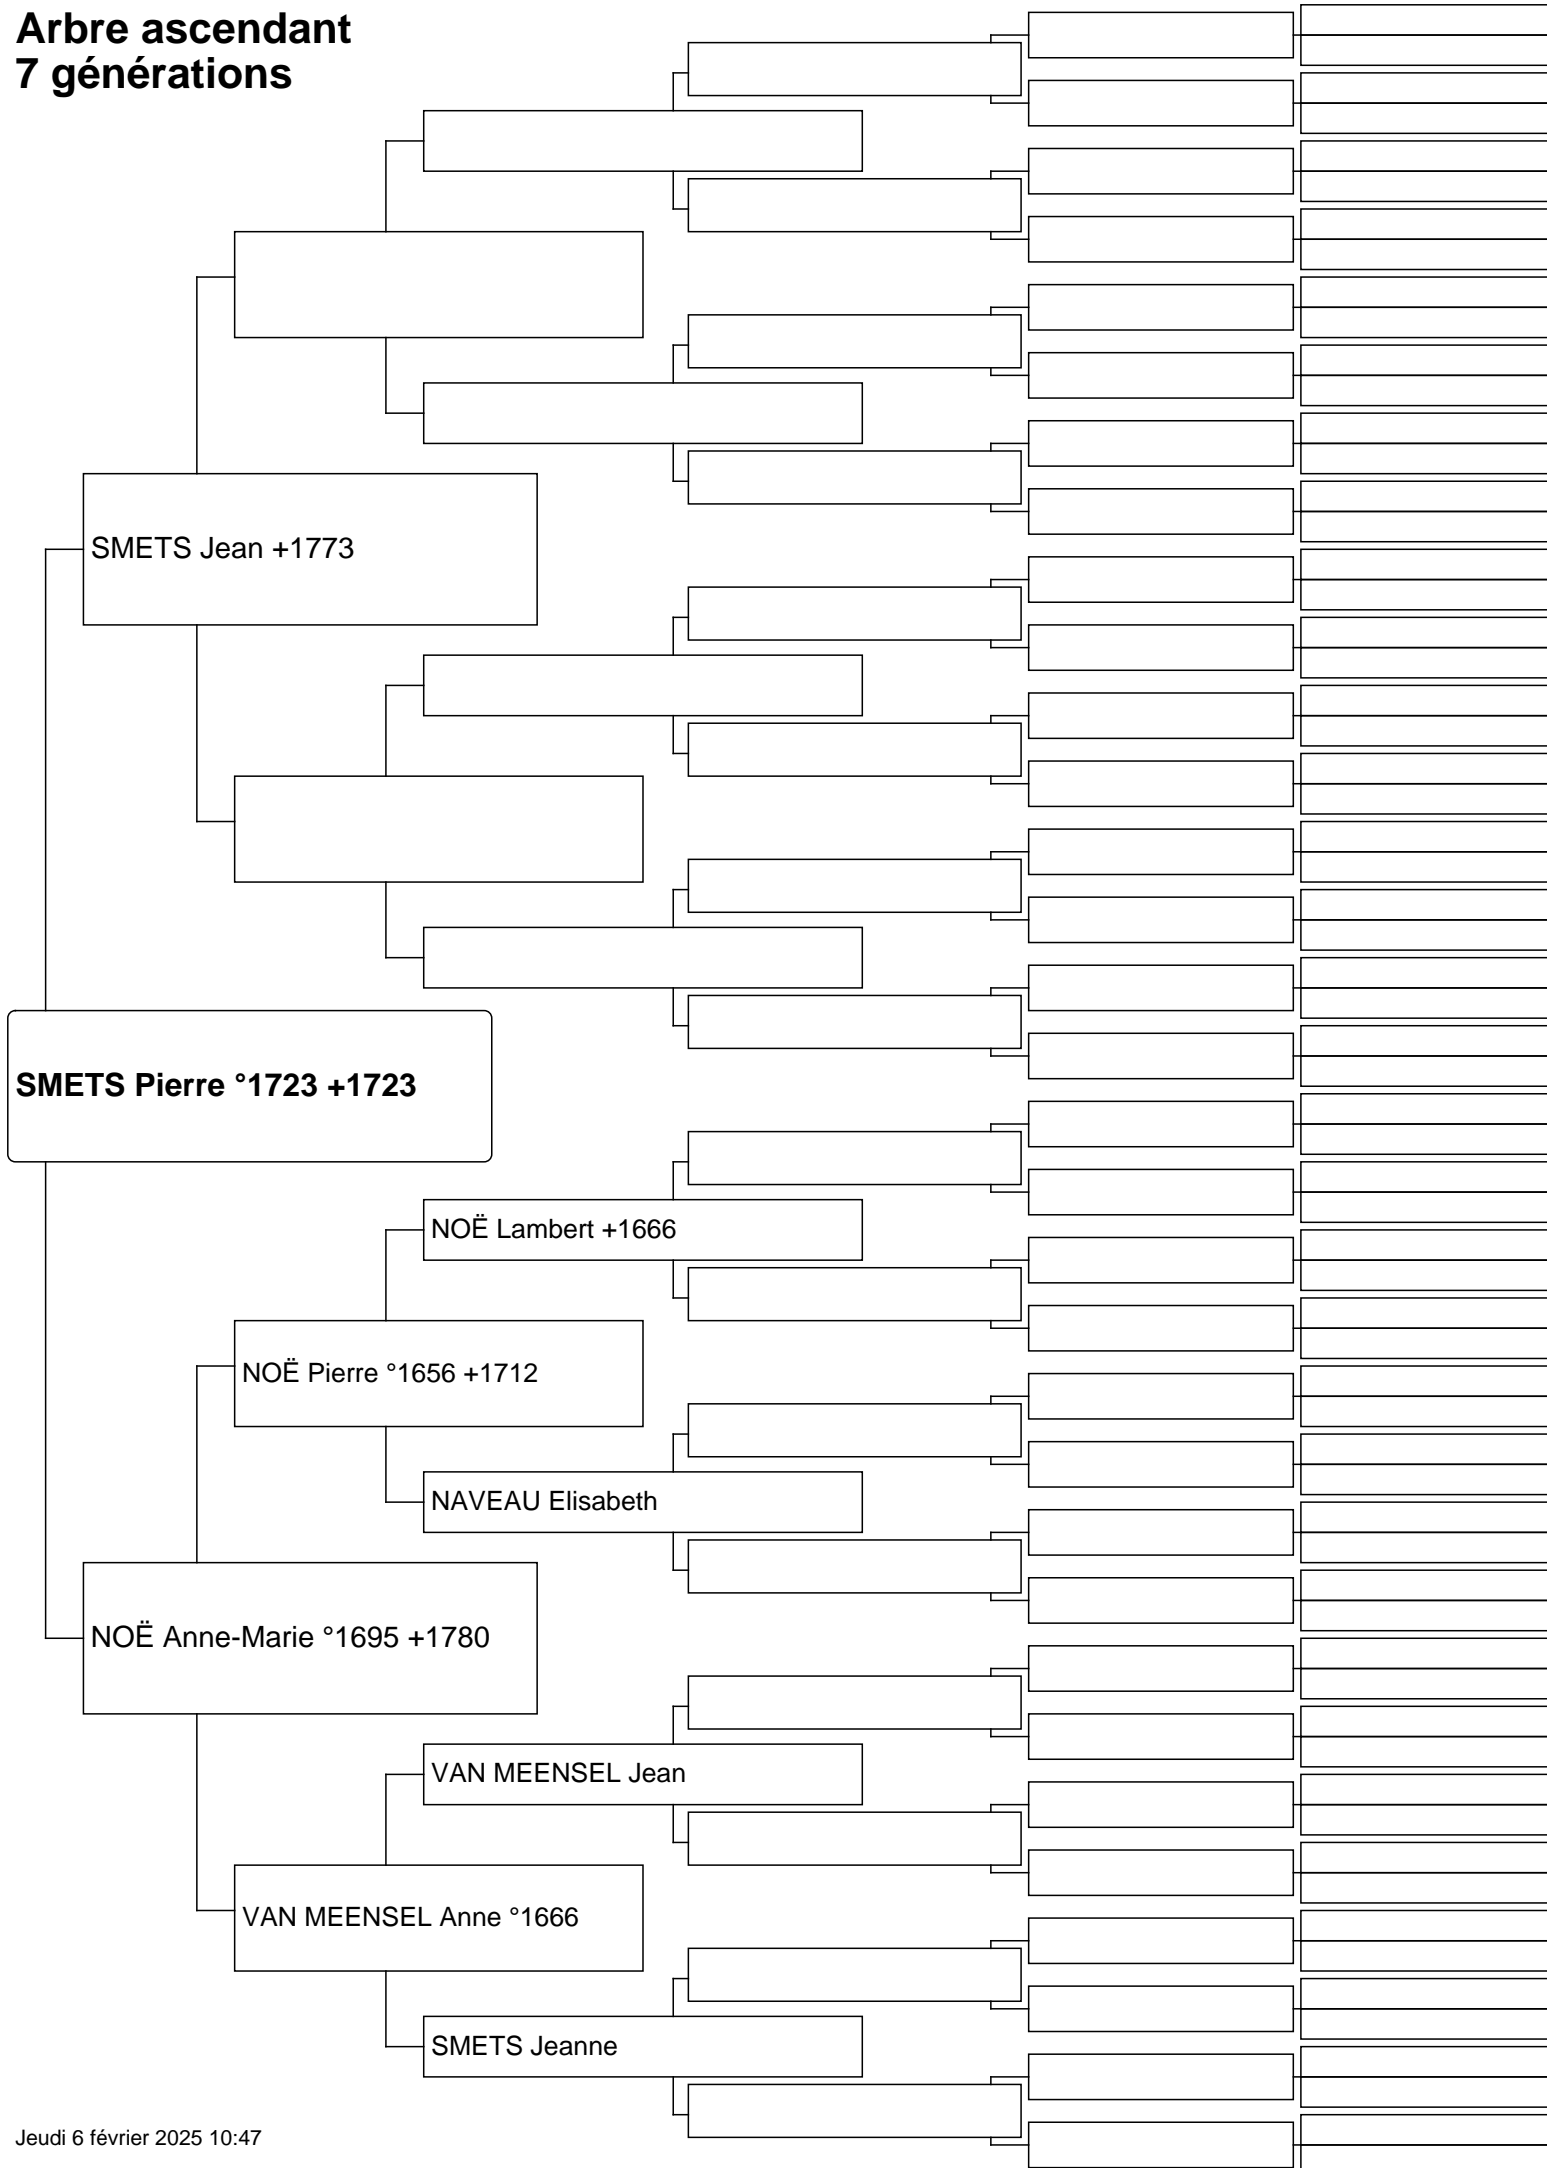 Arbre ascendant
7 générations
SMETS Jean +1773
SMETS Pierre °1723 +1723
NOË Lambert +1666
NOË Pierre °1656 +1712
NAVEAU Elisabeth
NOË Anne-Marie °1695 +1780
VAN MEENSEL Jean
VAN MEENSEL Anne °1666
SMETS Jeanne
Jeudi 6 février 2025 10:47